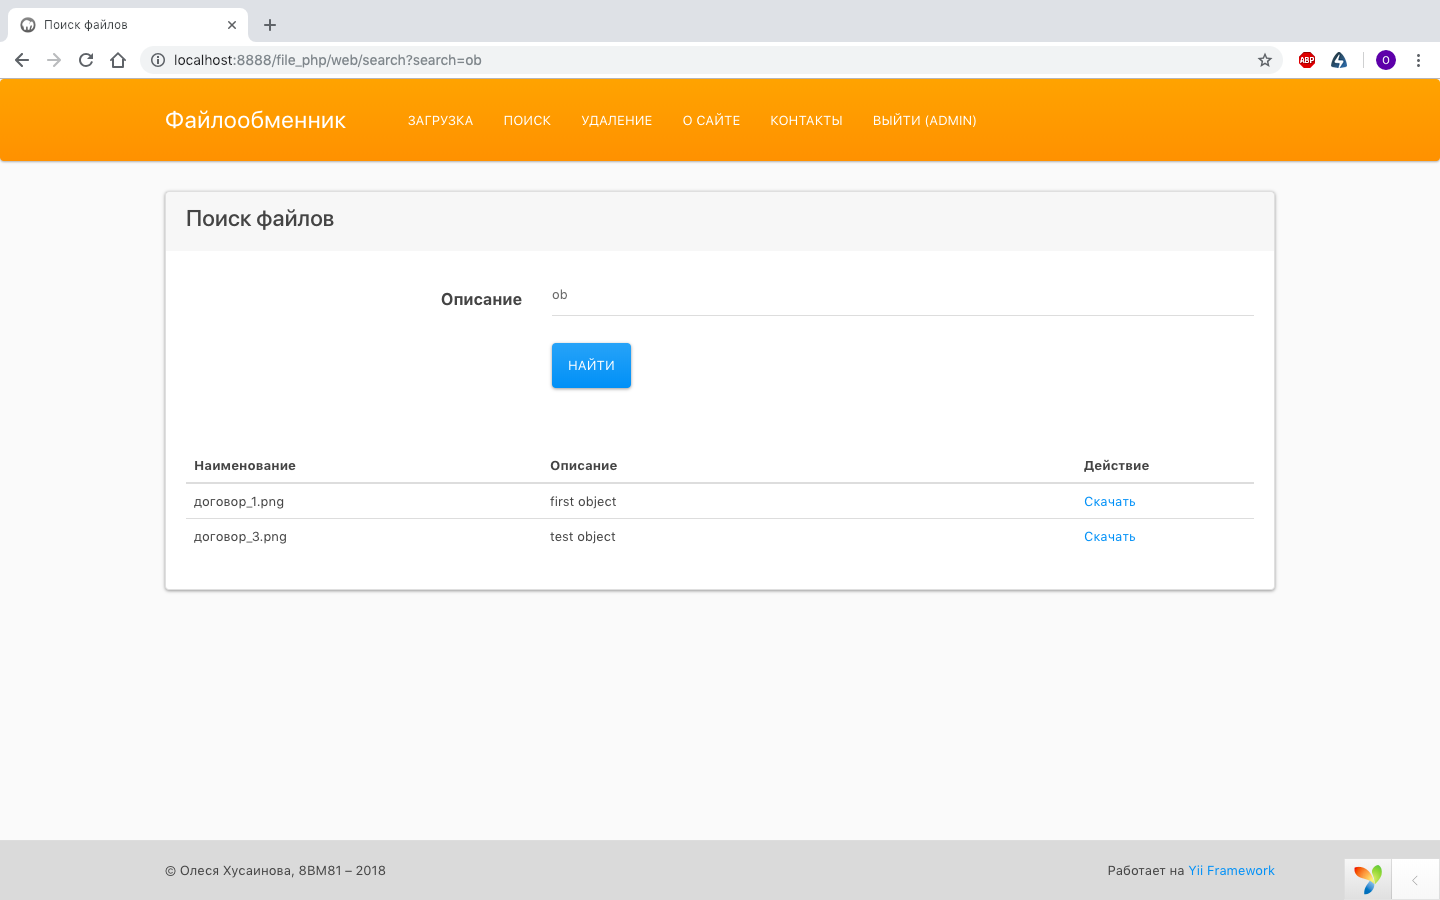 Поиск файлов
localhost:8888/file_php/web/search?search=ob
ABP
O
Файлообменник ЗАГРУЗКА ПОИСК УДАЛЕНИЕ О САЙТЕ КОНТАКТЫ ВЫЙТИ (ADMIN)
Поиск файлов
Описание ob
НАЙТИ
Наименование Описание Действие
договор_1.png first object Скачать
договор_3.png test object Скачать
© Олеся Хусаинова, 8ВМ81 – 2018 Работает на Yii Framework